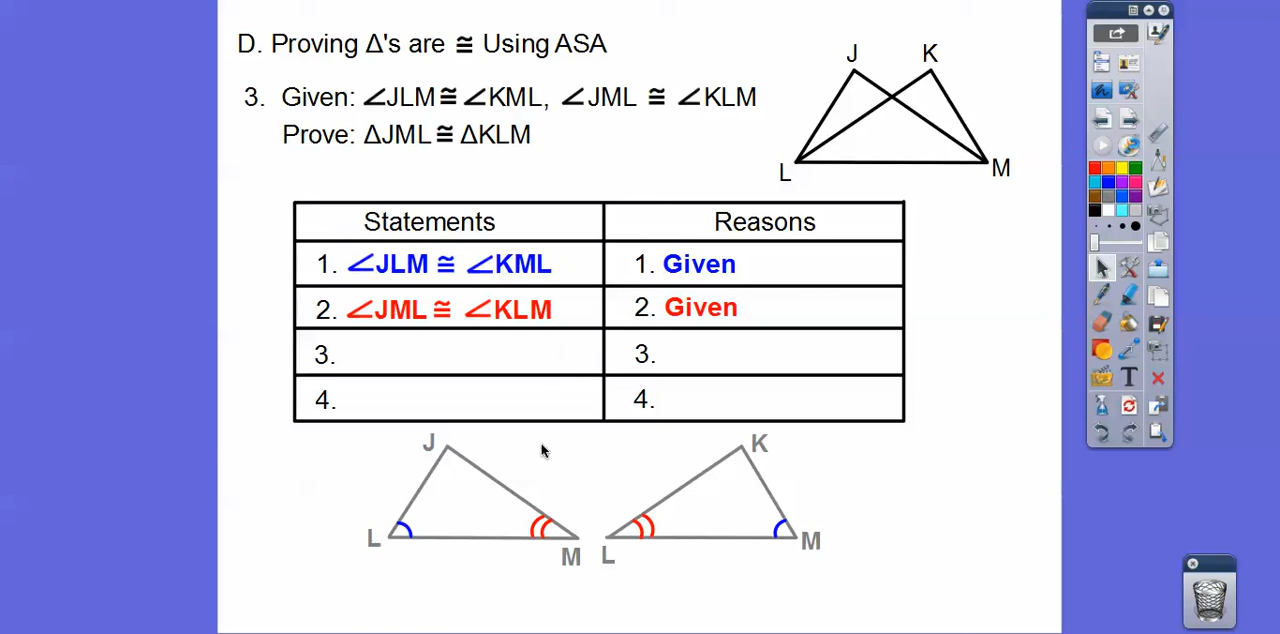 D. Proving Δ's are ≅ Using ASA
3. Given: ∠JLM ≅ ∠KML, ∠JML ≅ ∠KLM
Prove: ΔJML ≅ ΔKLM
J K
L M
Statements Reasons
1. ∠JLM ≅ ∠KML 1. Given
2. ∠JML ≅ ∠KLM 2. Given
3. 3.
4. 4.
J K
L M L M
T